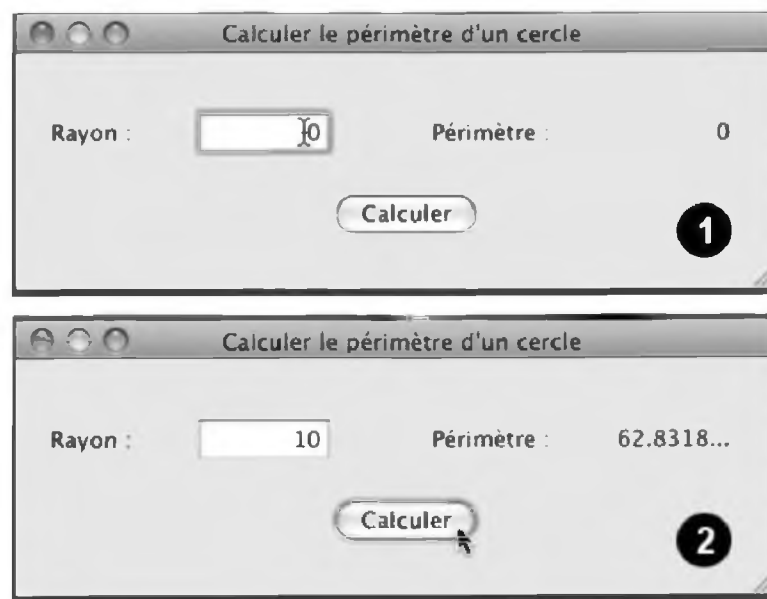 Calculer le périmètre d'un cercle
Rayon : 0 Périmètre : 0
Calculer
1
Calculer le périmètre d'un cercle
Rayon : 10 Périmètre : 62.8318...
Calculer
2